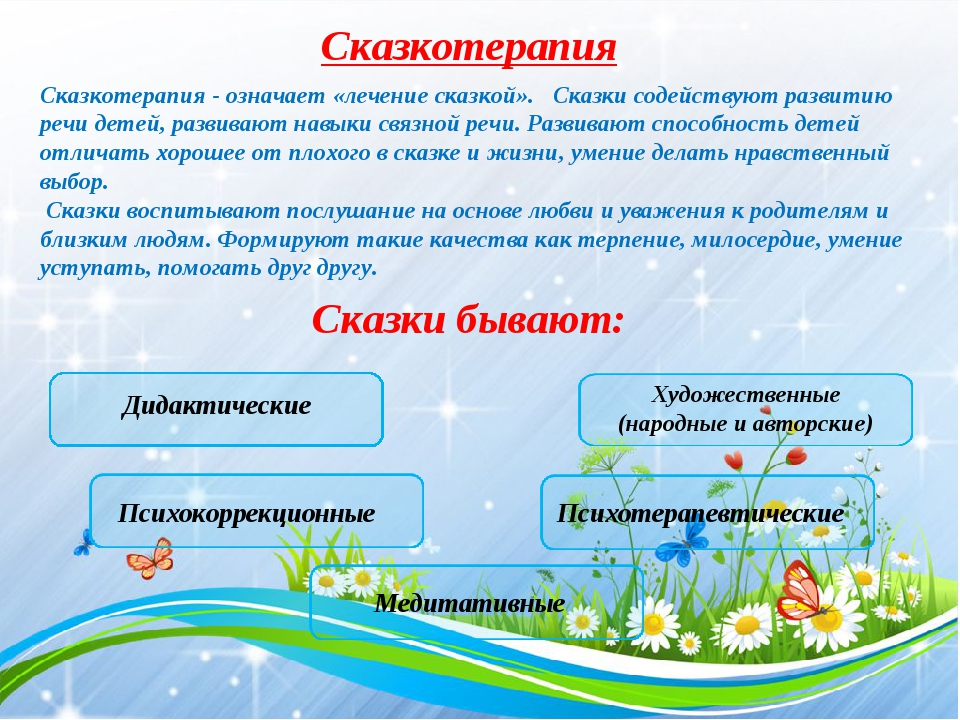 Сказкотерапия
Сказкотерапия - означает «лечение сказкой».   Сказки содействуют развитию
речи детей, развивают навыки связной речи. Развивают способность детей
отличать хорошее от плохого в сказке и жизни, умение делать нравственный
выбор.
Сказки воспитывают послушание на основе любви и уважения к родителям и
близким людям. Формируют такие качества как терпение, милосердие, умение
уступать, помогать друг другу.
Сказки бывают:
Дидактические
Художественные
(народные и авторские)
Психокоррекционные
Психотерапевтические
Медитативные